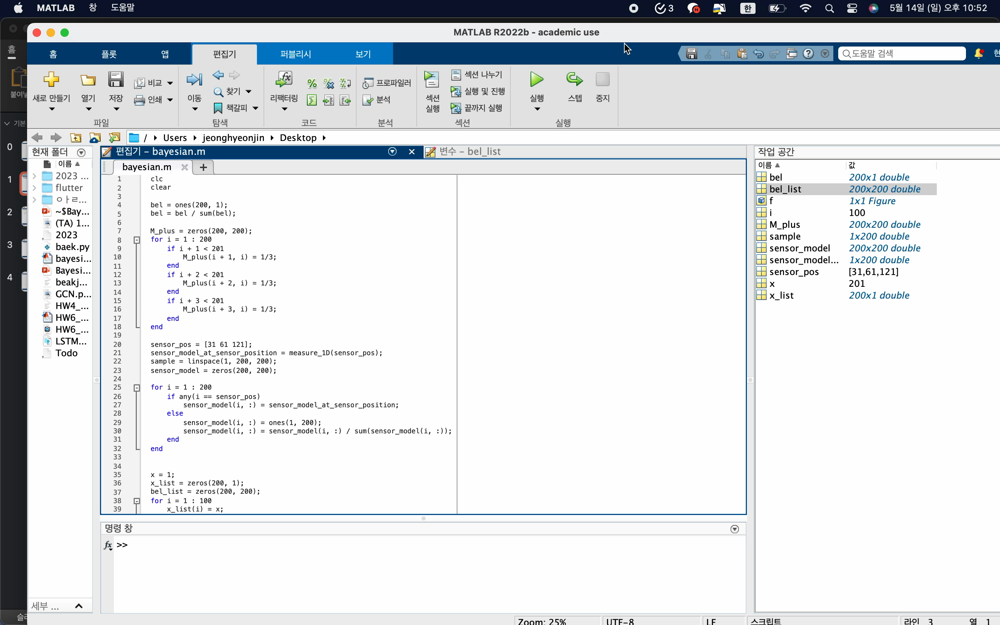 MATLAB 창 도움말
3 한 5월 14일 (일) 오후 10:52
MATLAB R2022b - academic use
홈
홈 플롯 앱 편집기 퍼블리시 보기
도움말 검색
새로 만들기 열기 저장
비교
인쇄
이동
찾기
책갈피
리팩터링
프로파일러
분석
섹션 실행
섹션 나누기
실행 및 진행
끝까지 실행
실행 스텝 중지
파일 탐색 코드 분석 섹션 실행
기본
/ Users jeonghyeonjin Desktop
0
1
2
3
4
현재 폴더
이름
2023 ...
flutter
ㅇㅏㄹ...
~$Bay...
(TA) 1...
2023
baek.py
bayesi...
Bayesi...
beakj...
GCN.p...
HW4_...
HW6_...
HW6_...
LSTM...
Todo
세부 ...
편집기 - bayesian.m
변수 - bel_list
bayesian.m
1 clc
2 clear
3
4 bel = ones(200, 1);
5 bel = bel / sum(bel);
6
7 M_plus = zeros(200, 200);
8 for i = 1 : 200
9 if i + 1 < 201
10 M_plus(i + 1, i) = 1/3;
11 end
12 if i + 2 < 201
13 M_plus(i + 2, i) = 1/3;
14 end
15 if i + 3 < 201
16 M_plus(i + 3, i) = 1/3;
17 end
18 end
19
20 sensor_pos = [31 61 121];
21 sensor_model_at_sensor_position = measure_1D(sensor_pos);
22 sample = linspace(1, 200, 200);
23 sensor_model = zeros(200, 200);
24
25 for i = 1 : 200
26 if any(i == sensor_pos)
27 sensor_model(i, :) = sensor_model_at_sensor_position;
28 else
29 sensor_model(i, :) = ones(1, 200);
30 sensor_model(i, :) = sensor_model(i, :) / sum(sensor_model(i, :));
31 end
32 end
33
34
35 x = 1;
36 x_list = zeros(200, 1);
37 bel_list = zeros(200, 200);
38 for i = 1 : 100
39 x_list(i) = x;
명령 창
fx >>
작업 공간
이름 값
bel 200x1 double
bel_list 200x200 double
f 1x1 Figure
i 100
M_plus 200x200 double
sample 1x200 double
sensor_model 200x200 double
sensor_model... 1x200 double
sensor_pos [31,61,121]
x 201
x_list 200x1 double
Zoom: 25% UTF-8 LF 스크립트 라인 3 열 1